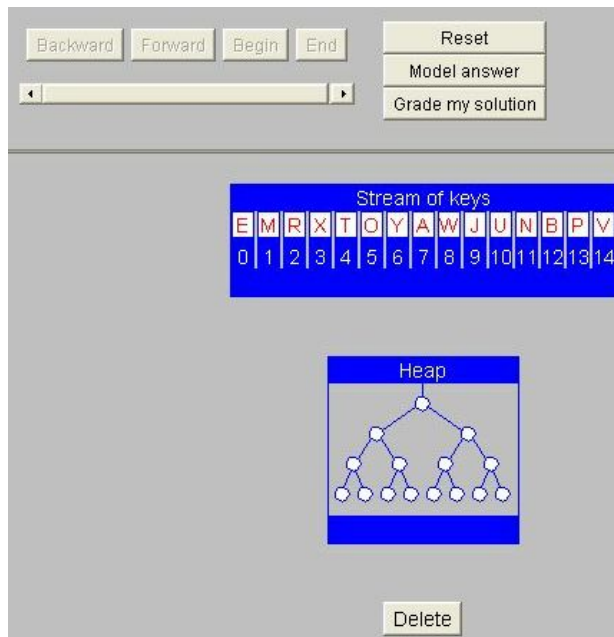 Backward Forward Begin End
Reset
Model answer
Grade my solution
Stream of keys
E M R X T O Y A W J U N B P V
0 1 2 3 4 5 6 7 8 9 10 11 12 13 14
Heap
Delete